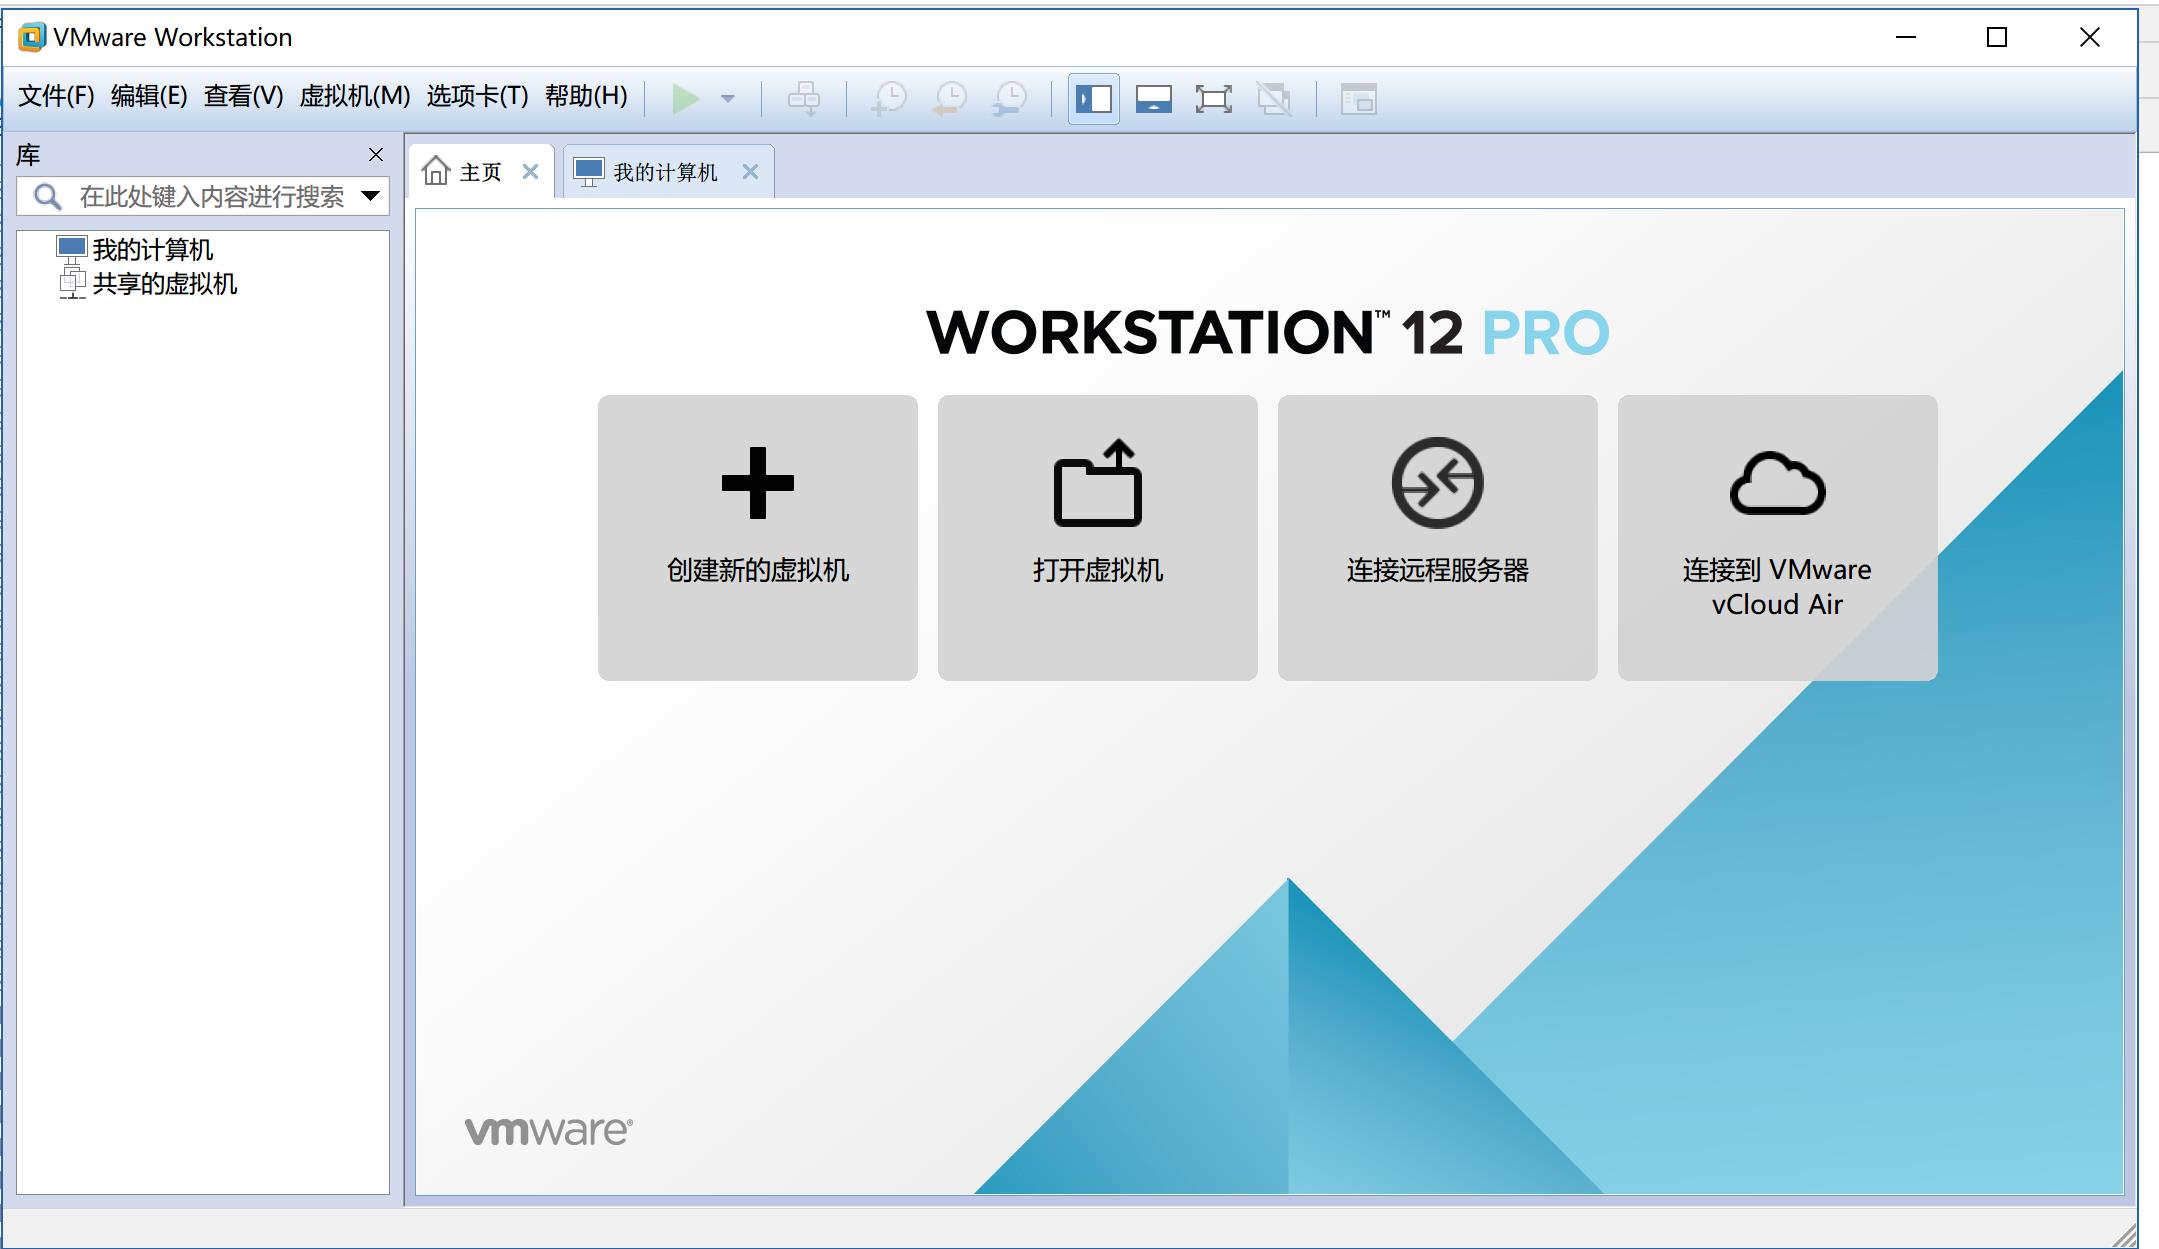 VMware Workstation
文件(F) 编辑(E) 查看(V) 虚拟机(M) 选项卡(T) 帮助(H)
库
在此处键入内容进行搜索
我的计算机
共享的虚拟机
主页
我的计算机
WORKSTATION™ 12 PRO
创建新的虚拟机
打开虚拟机
连接远程服务器
连接到 VMware
vCloud Air
vmware®